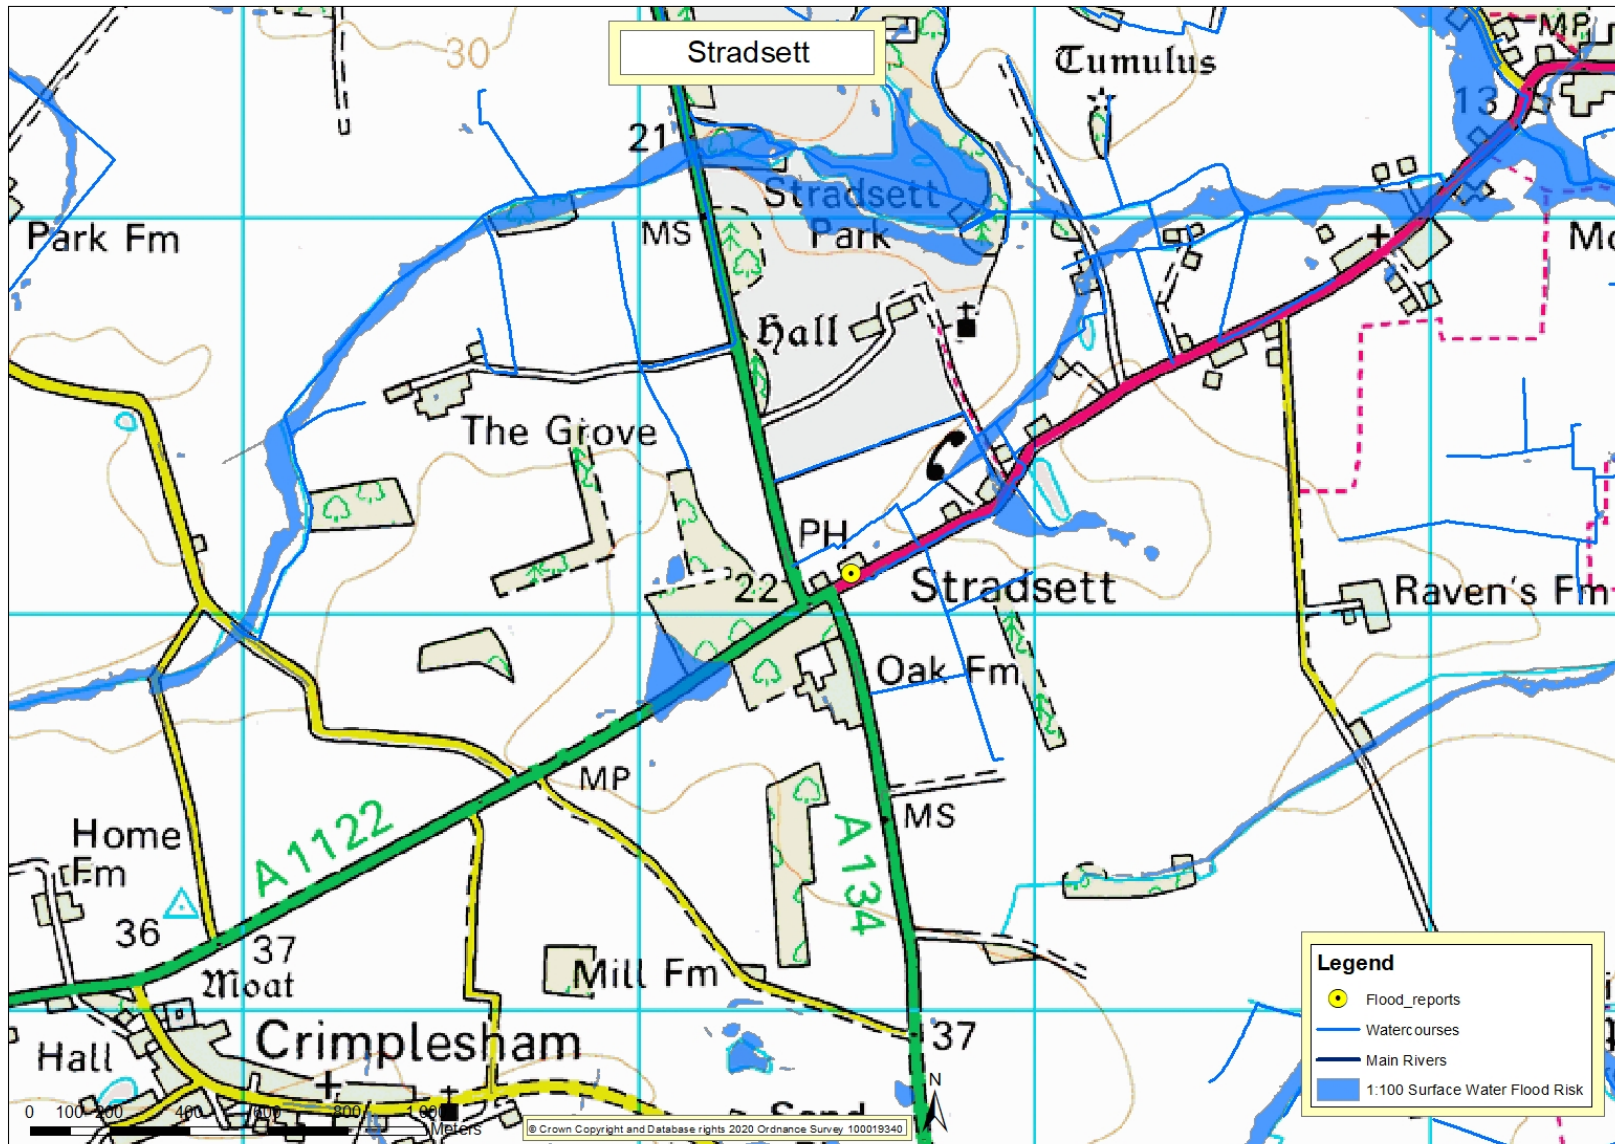 Stradsett
30
Tumulus
MP
13
21
Stradsett
Park
MS
Park Fm
Hall
The Grove
PH
22
Stradsett
Raven's Fm
Oak Fm
MP
MS
A 1122
A 134
Home
Fm
36
37
Moat
Mill Fm
37
Crimplesham
Hall
Legend
Flood_reports
Watercourses
Main Rivers
1:100 Surface Water Flood Risk
N
0 100 200 400 600 800 1 000
Meters
© Crown Copyright and Database rights 2020 Ordnance Survey 100019340